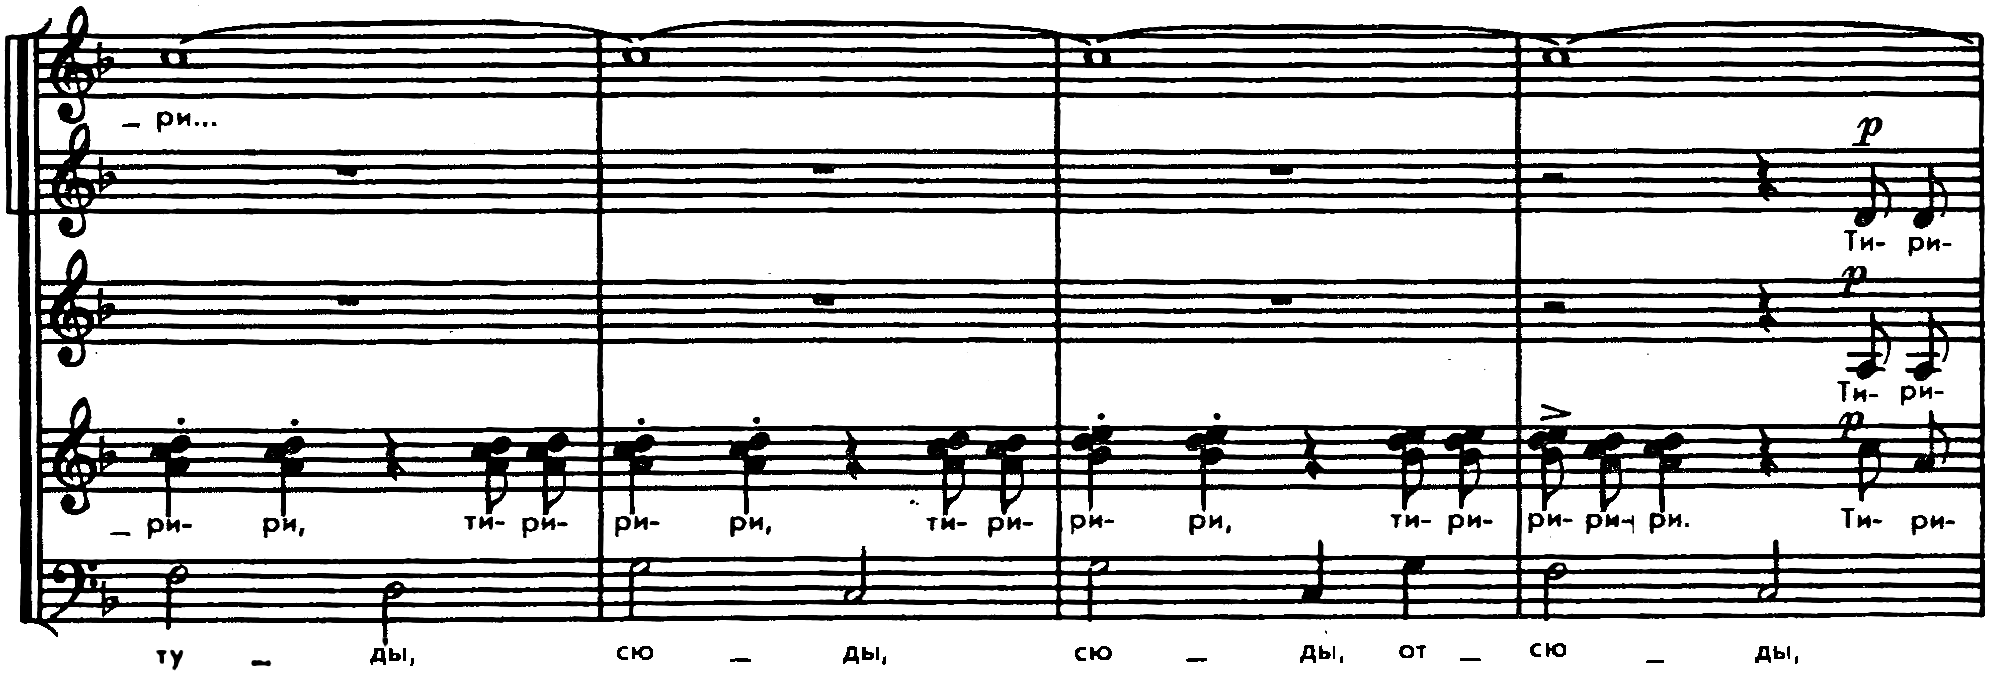 _ ри...
p
Ти- ри-
p
Ти- ри-
p
_ ри- ри, ти- ри- ри- ри, ти- ри- ри- ри, ти- ри- ри- ри- ри. Ти- ри-
ту _ ды, сю _ ды, сю _ ды, от _ сю _ ды,